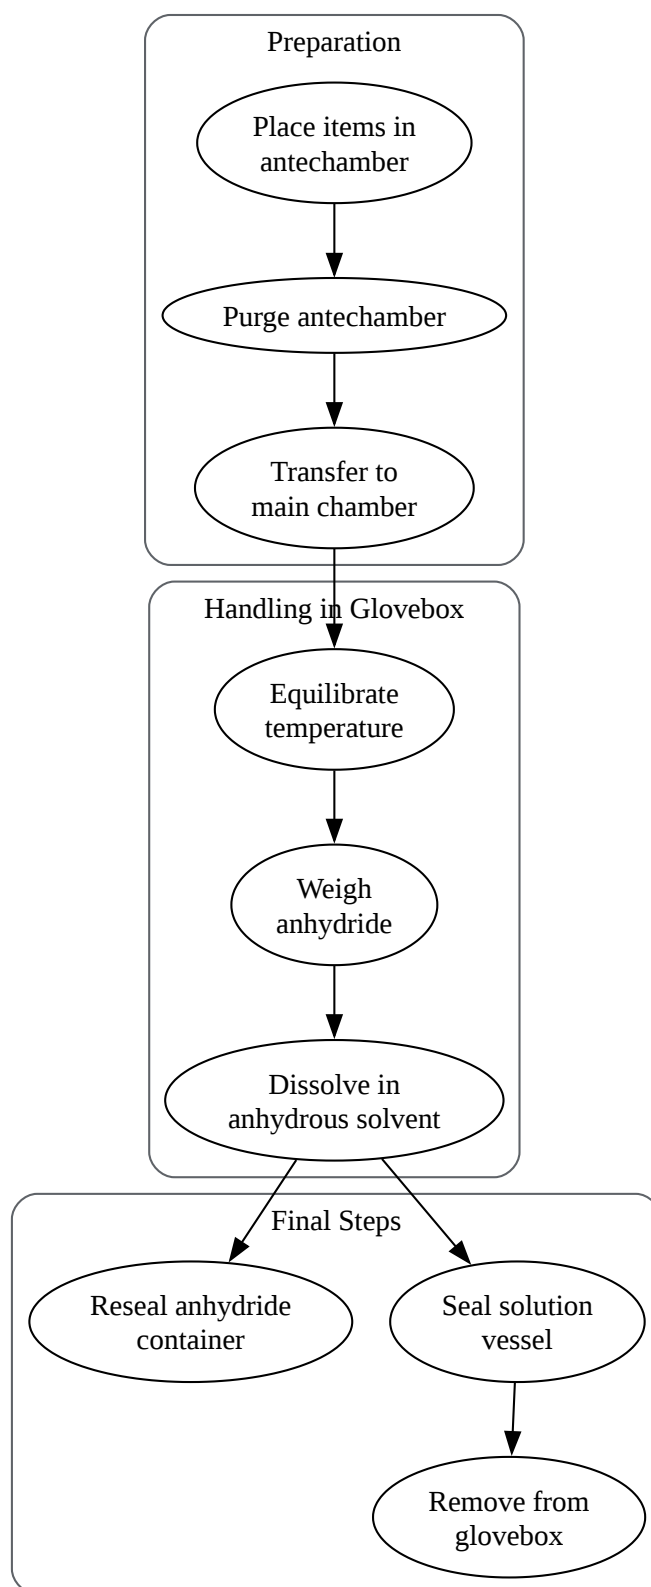 Preparation
Place items in
antechamber
Purge antechamber
Transfer to
main chamber
Handling in Glovebox
Equilibrate
temperature
Weigh
anhydride
Dissolve in
anhydrous solvent
Final Steps
Reseal anhydride
container
Seal solution
vessel
Remove from
glovebox